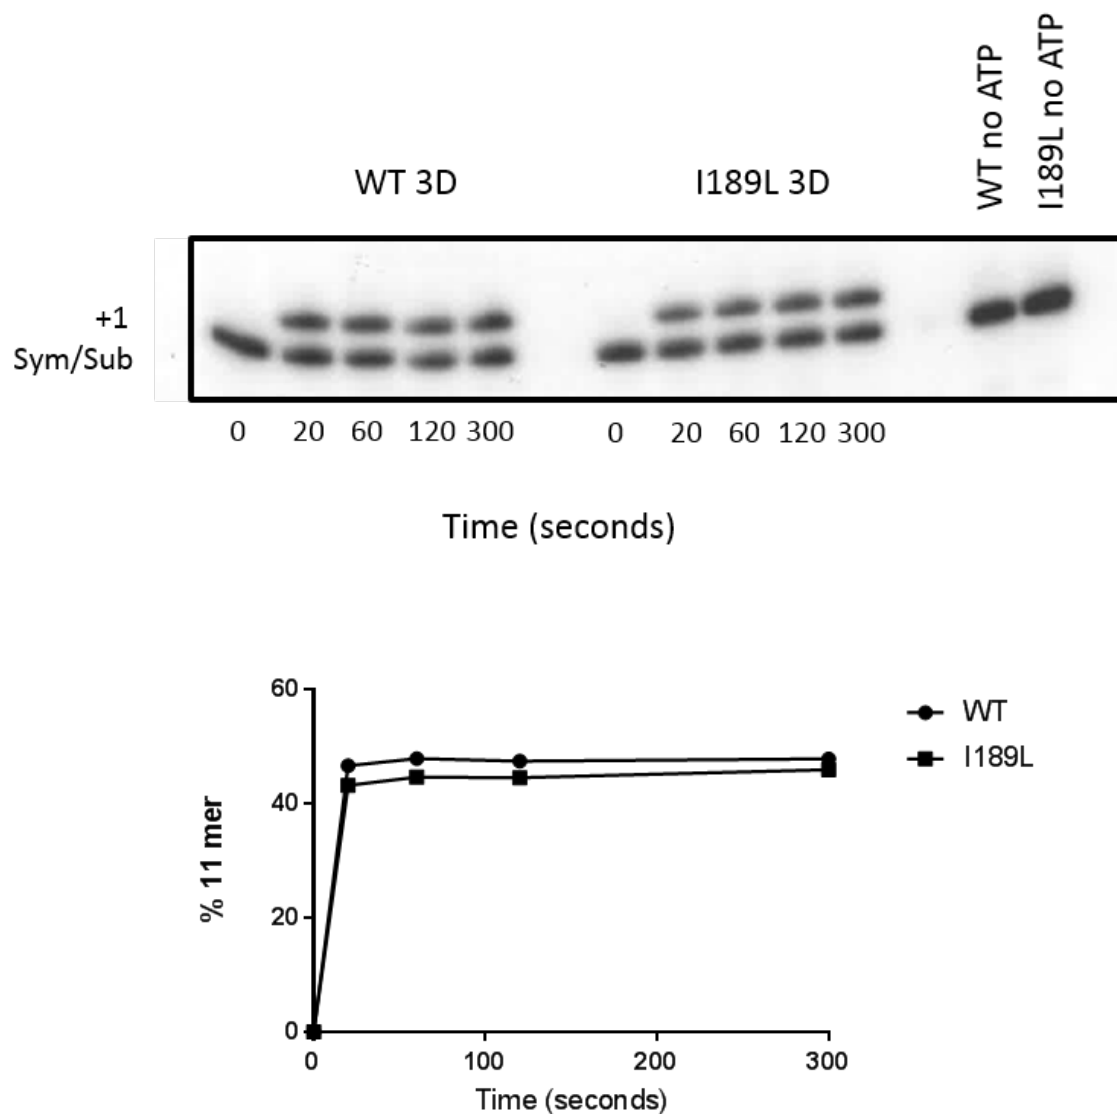 WT no ATP
I189L no ATP
WT 3D I189L 3D
+1
Sym/Sub
0 20 60 120 300 0 20 60 120 300
Time (seconds)
60
40
20
0
% 11 mer
0 100 200 300
Time (seconds)
WT
I189L